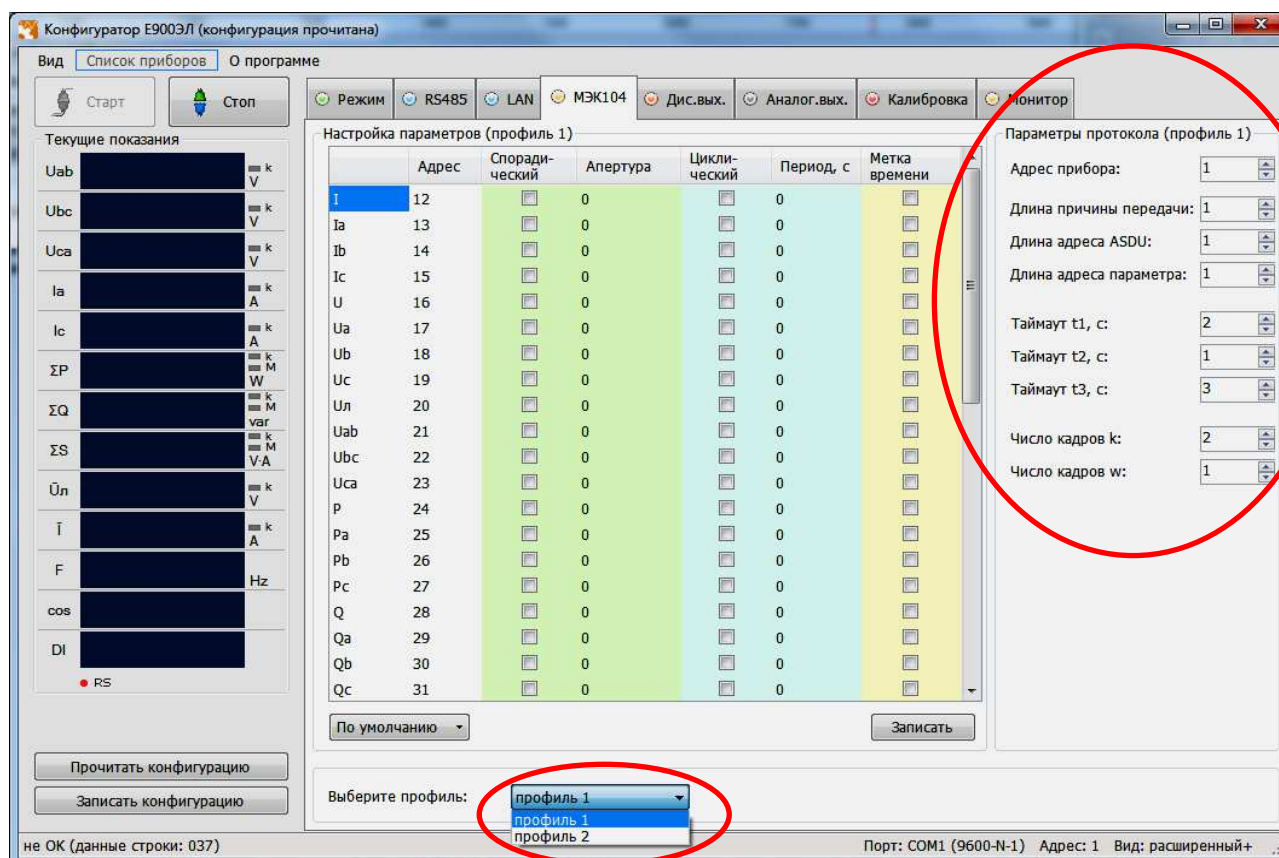 Конфигуратор E900ЭЛ (конфигурация прочитана)
Вид Список приборов О программе
Старт Стоп
Режим RS485 LAN МЭК104 Дис.вых. Аналог.вых. Калибровка Монитор
Текущие показания
Uab k V
Ubc k V
Uca k V
Ia k A
Ic k A
ΣP k M W
ΣQ k M var
ΣS k M V·A
Ūл k V
Ī k A
F Hz
cos
DI
RS
Прочитать конфигурацию
Записать конфигурацию
Настройка параметров (профиль 1)
Адрес Споради-ческий Апертура Цикли-ческий Период, с Метка времени
I 12 0 0
Ia 13 0 0
Ib 14 0 0
Ic 15 0 0
U 16 0 0
Ua 17 0 0
Ub 18 0 0
Uc 19 0 0
Uл 20 0 0
Uab 21 0 0
Ubc 22 0 0
Uca 23 0 0
P 24 0 0
Pa 25 0 0
Pb 26 0 0
Pc 27 0 0
Q 28 0 0
Qa 29 0 0
Qb 30 0 0
Qc 31 0 0
По умолчанию Записать
Параметры протокола (профиль 1)
Адрес прибора: 1
Длина причины передачи: 1
Длина адреса ASDU: 1
Длина адреса параметра: 1
Таймаут t1, с: 2
Таймаут t2, с: 1
Таймаут t3, с: 3
Число кадров k: 2
Число кадров w: 1
Выберите профиль: профиль 1
профиль 1
профиль 2
не ОК (данные строки: 037) Порт: COM1 (9600-N-1) Адрес: 1 Вид: расширенный+